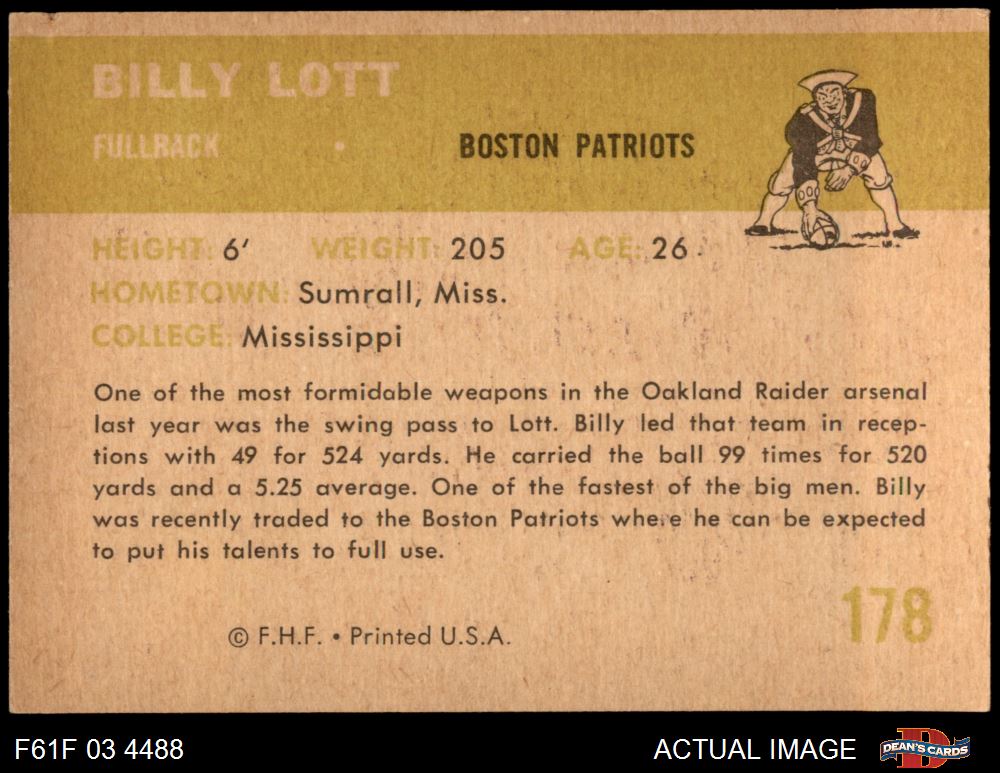 BILLY LOTT
FULLBACK • BOSTON PATRIOTS
HEIGHT: 6′ WEIGHT: 205 AGE: 26
HOMETOWN: Sumrall, Miss.
COLLEGE: Mississippi
One of the most formidable weapons in the Oakland Raider arsenal
last year was the swing pass to Lott. Billy led that team in recep-
tions with 49 for 524 yards. He carried the ball 99 times for 520
yards and a 5.25 average. One of the fastest of the big men. Billy
was recently traded to the Boston Patriots where he can be expected
to put his talents to full use.
178
© F.H.F. • Printed U.S.A.
F61F 03 4488 ACTUAL IMAGE DEAN'S CARDS